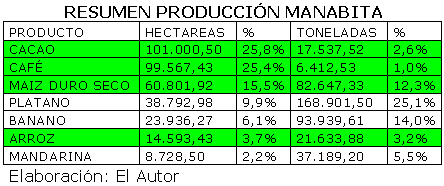 RESUMEN PRODUCCIÓN MANABITA
PRODUCTO HECTAREAS % TONELADAS %
CACAO 101.000,50 25,8% 17.537,52 2,6%
CAFÉ 99.567,43 25,4% 6.412,53 1,0%
MAIZ DURO SECO 60.801,92 15,5% 82.647,33 12,3%
PLATANO 38.792,98 9,9% 168.901,50 25,1%
BANANO 23.936,27 6,1% 93.939,61 14,0%
ARROZ 14.593,43 3,7% 21.633,88 3,2%
MANDARINA 8.728,50 2,2% 37.189,20 5,5%
Elaboración: El Autor